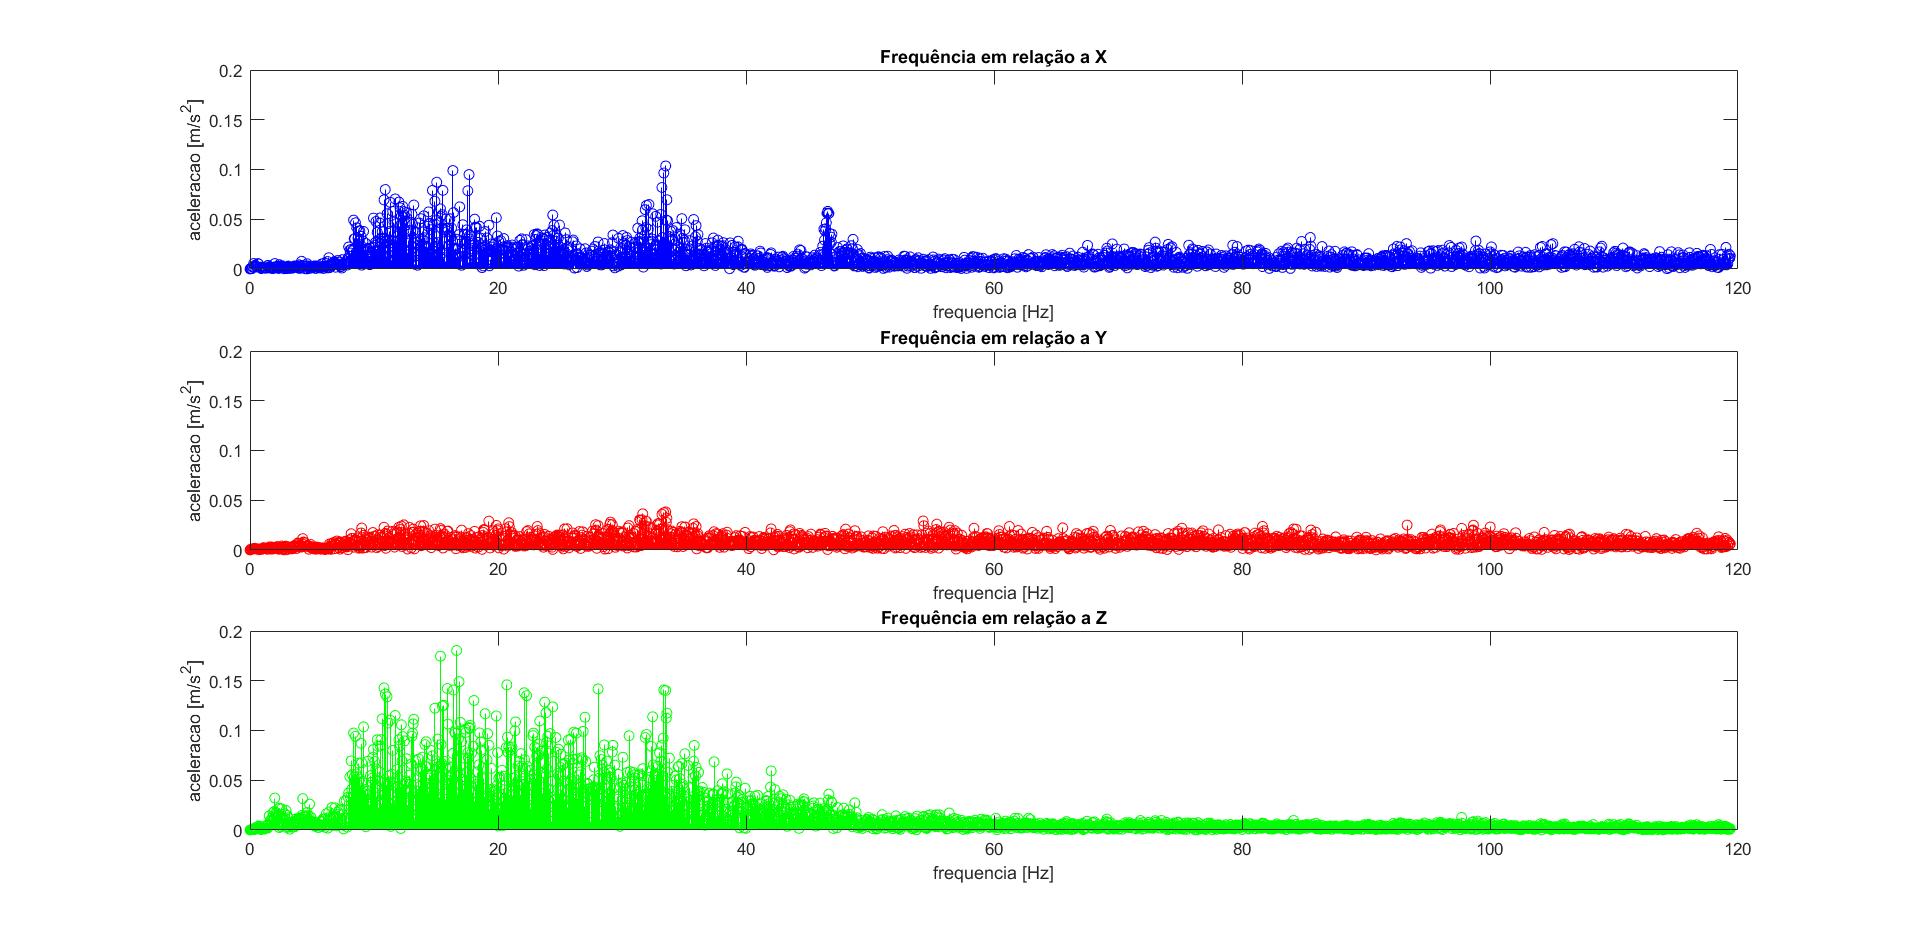 Frequência em relação a X
0.2
0.15
0.1
0.05
0
aceleracao [m/s²]
0 20 40 60 80 100 120
frequencia [Hz]
Frequência em relação a Y
0.2
0.15
0.1
0.05
0
aceleracao [m/s²]
0 20 40 60 80 100 120
frequencia [Hz]
Frequência em relação a Z
0.2
0.15
0.1
0.05
0
aceleracao [m/s²]
0 20 40 60 80 100 120
frequencia [Hz]